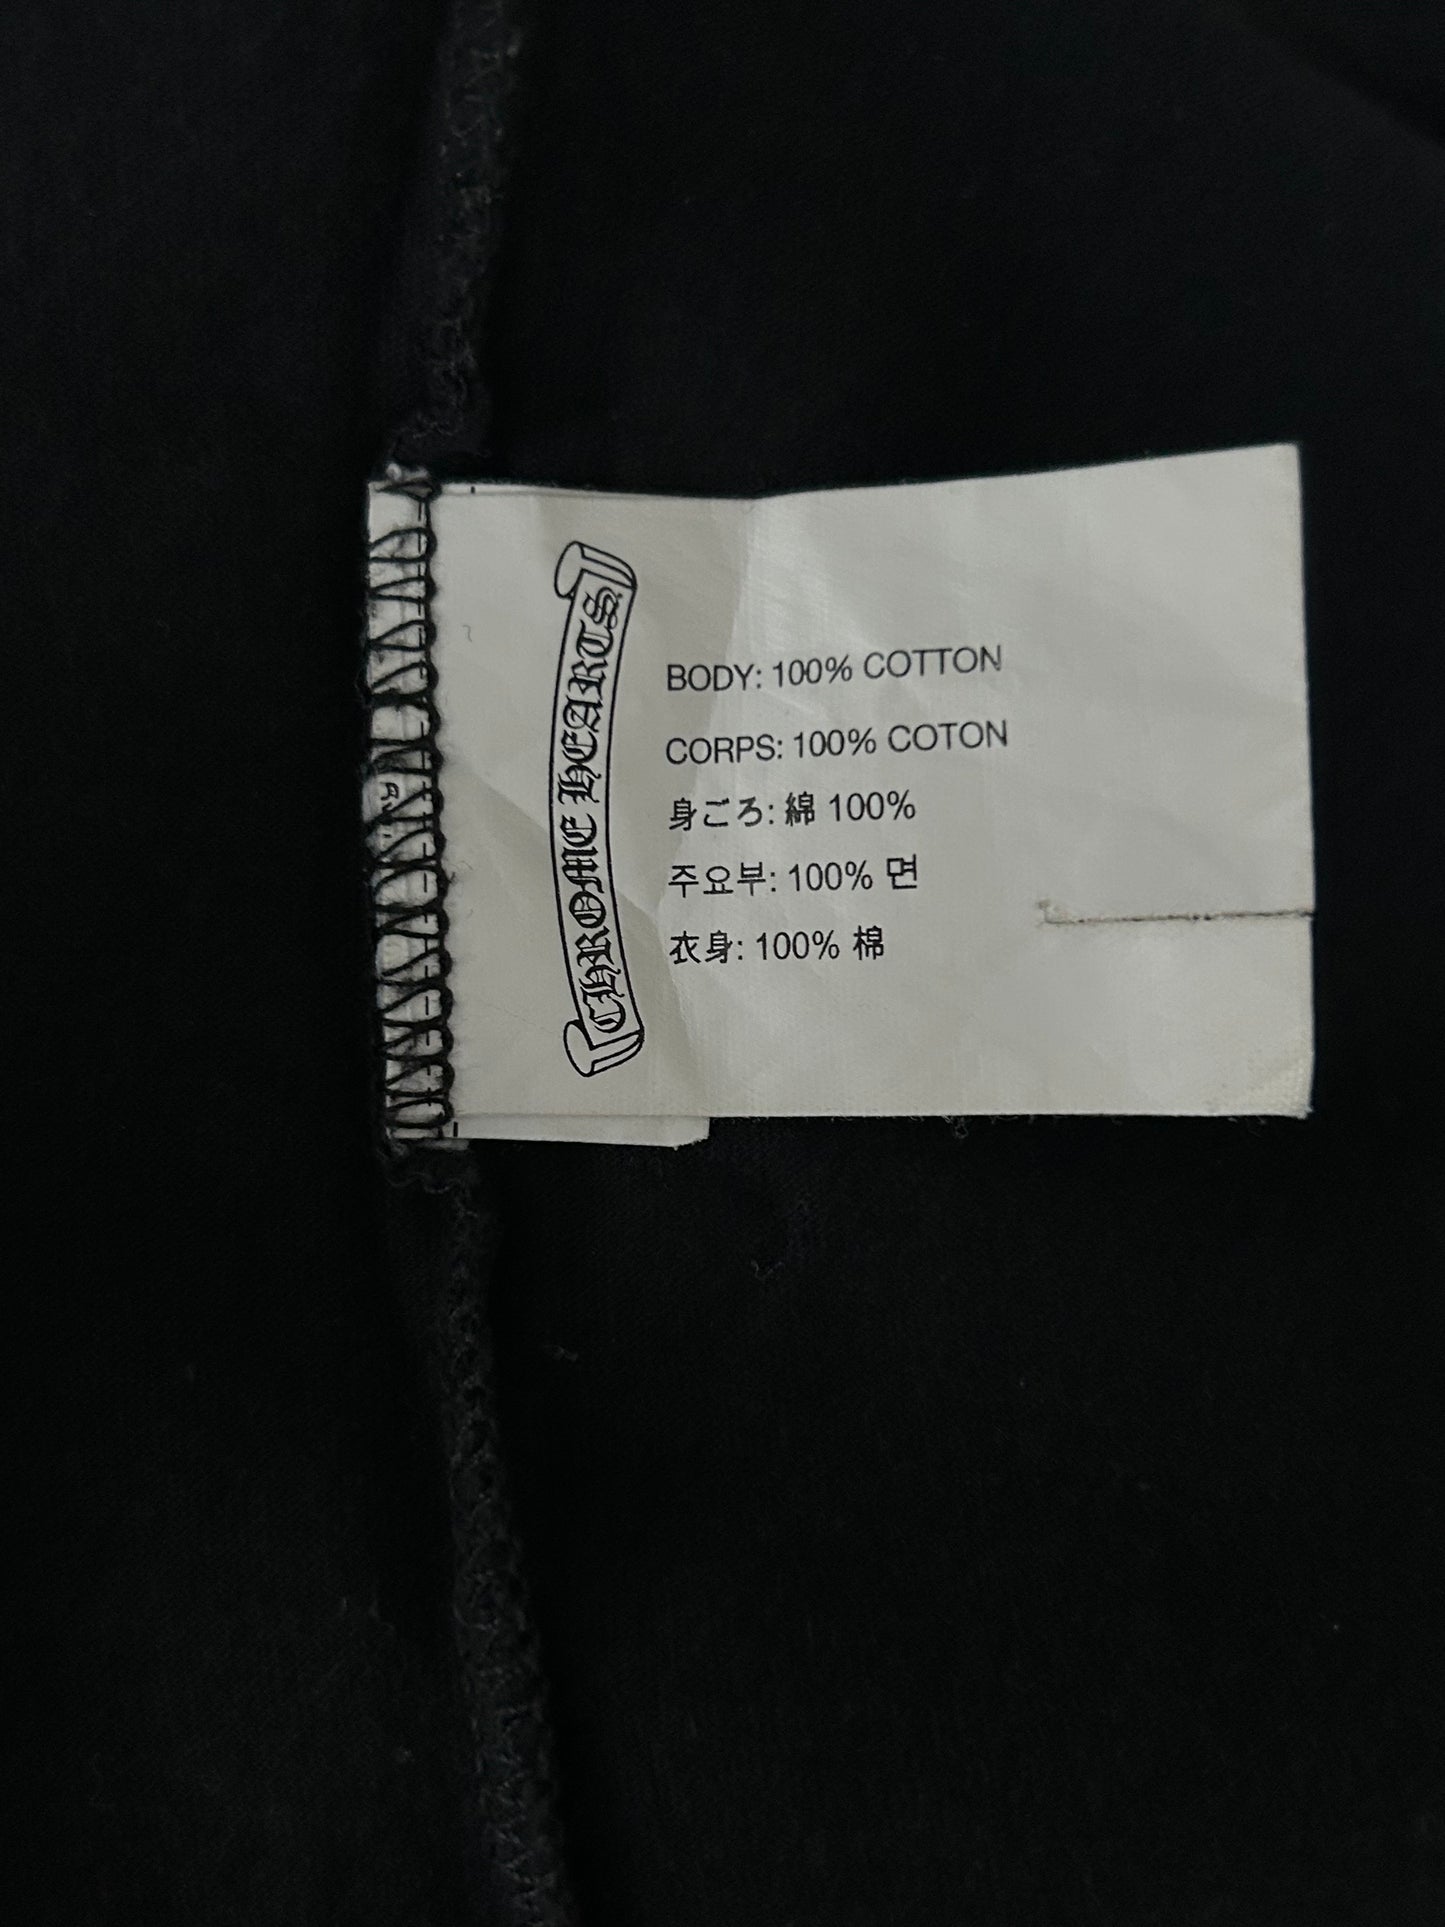 CHROME HEARTS
BODY: 100% COTTON
CORPS: 100% COTON
身ごろ: 綿 100%
주요부: 100% 면
衣身: 100% 棉